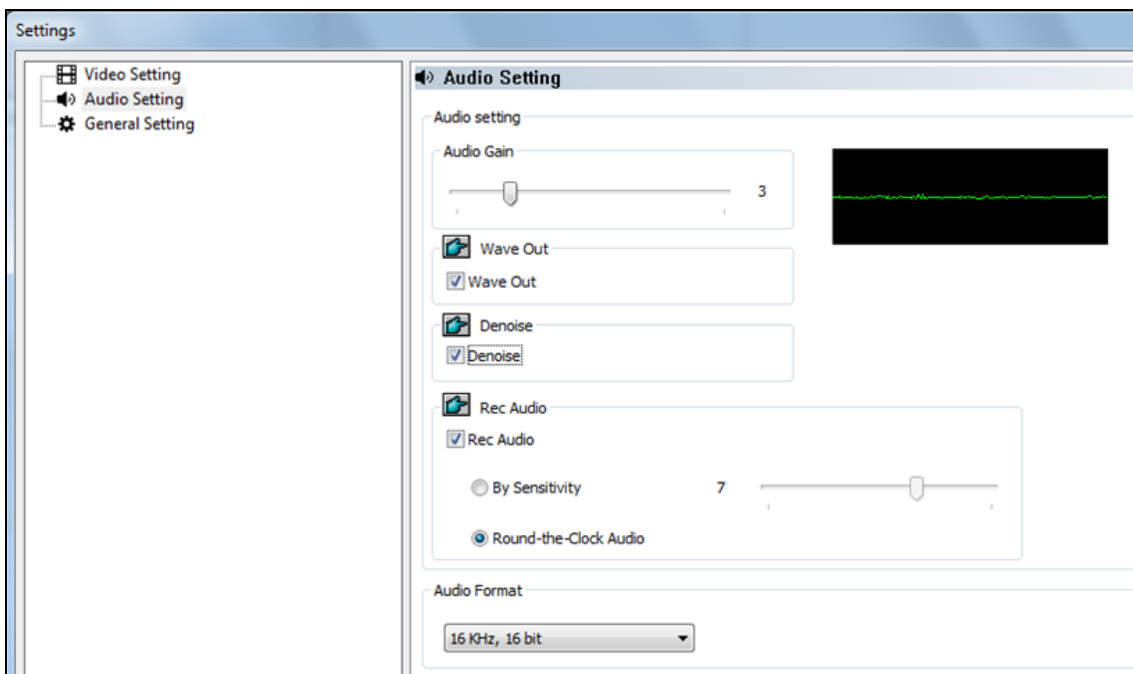 Settings
Video Setting
Audio Setting
General Setting
Audio Setting
Audio setting
Audio Gain
3
Wave Out
Wave Out
Denoise
Denoise
Rec Audio
Rec Audio
By Sensitivity 7
Round-the-Clock Audio
Audio Format
16 KHz, 16 bit